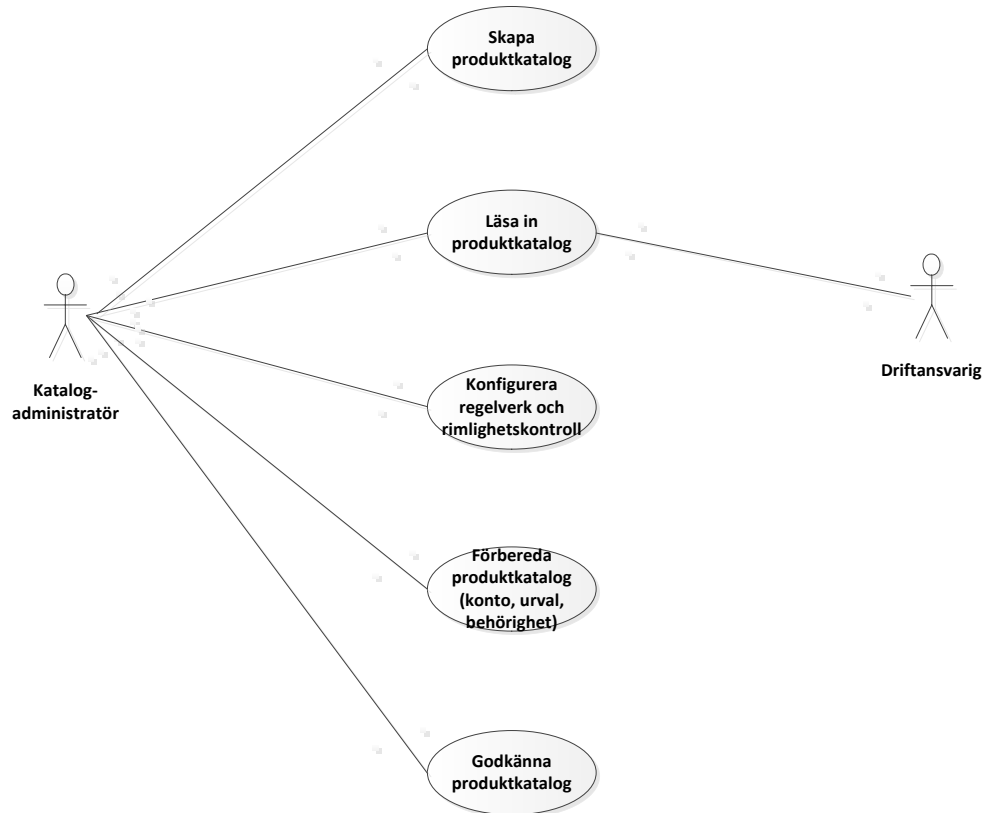 Skapa
produktkatalog
Läsa in
produktkatalog
Katalog-
administratör
Driftansvarig
Konfigurera
regelverk och
rimlighetskontroll
Förbereda
produktkatalog
(konto, urval,
behörighet)
Godkänna
produktkatalog